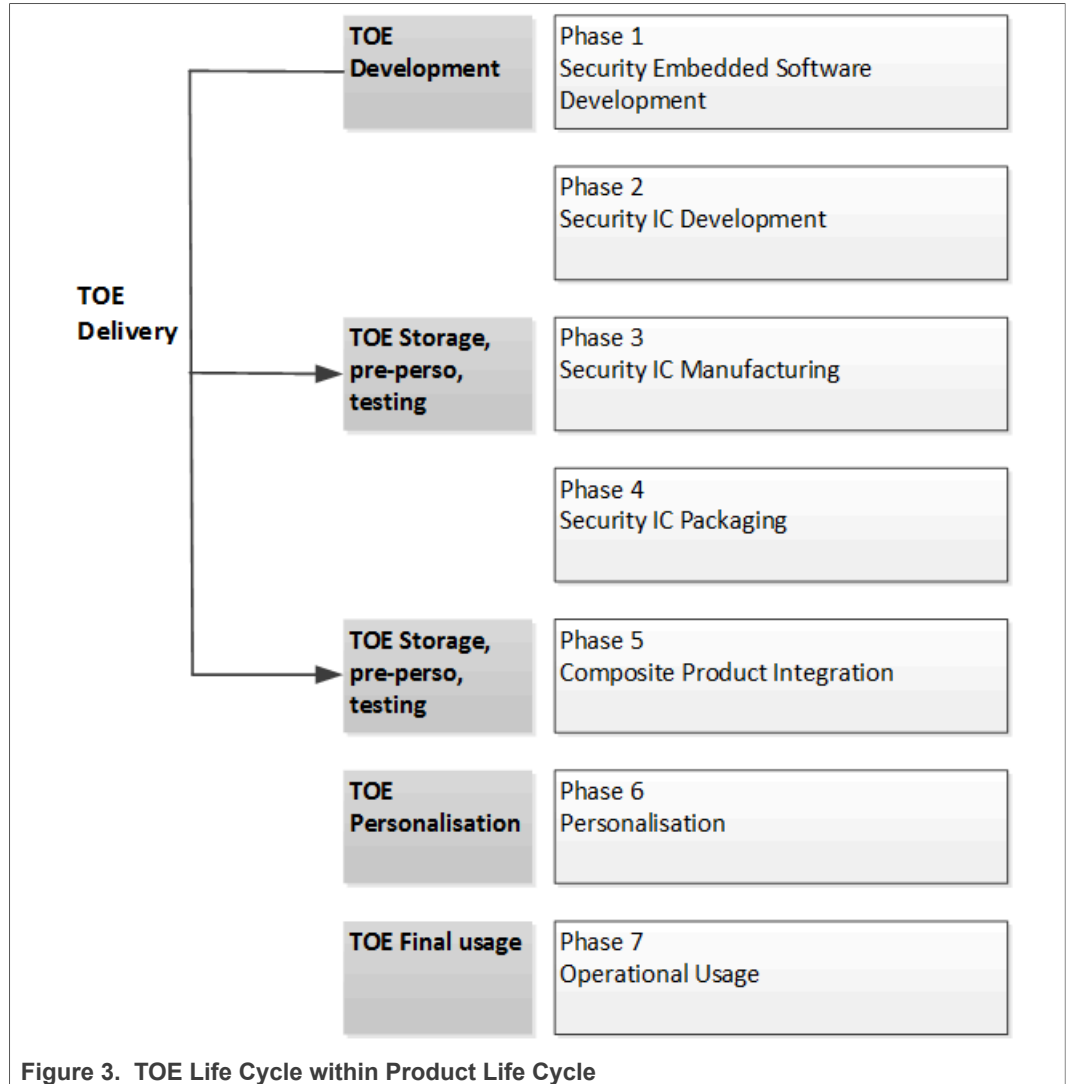 TOE
Development
Phase 1
Security Embedded Software
Development
Phase 2
Security IC Development
TOE
Delivery
TOE Storage,
pre-perso,
testing
Phase 3
Security IC Manufacturing
Phase 4
Security IC Packaging
TOE Storage,
pre-perso,
testing
Phase 5
Composite Product Integration
TOE
Personalisation
Phase 6
Personalisation
TOE Final usage
Phase 7
Operational Usage
Figure 3. TOE Life Cycle within Product Life Cycle